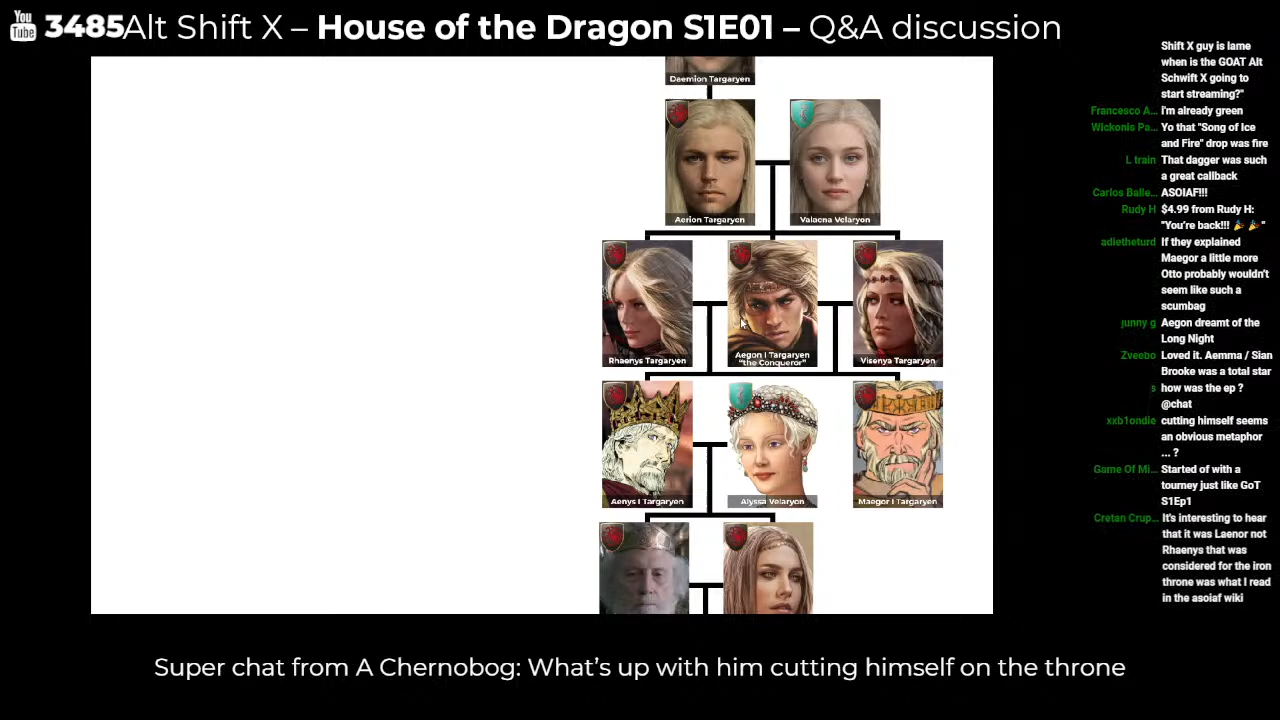 You
Tube
3485
Alt Shift X – House of the Dragon S1E01 – Q&A discussion
Daemion Targaryen
Aerion Targaryen
Valaena Velaryon
Rhaenys Targaryen
Aegon I Targaryen
"the Conqueror"
Visenya Targaryen
Aenys I Targaryen
Alyssa Velaryon
Maegor I Targaryen
Shift X guy is lame
when is the GOAT Alt
Schwift X going to
start streaming?"
Francesco A... i'm already green
Wickonis Pa... Yo that "Song of Ice
and Fire" drop was fire
L train That dagger was such
a great callback
Carlos Balle... ASOIAF!!!
Rudy H $4.99 from Rudy H:
"You're back!!! 🎉 🎉"
adietheturd If they explained
Maegor a little more
Otto probably wouldn't
seem like such a
scumbag
junny g Aegon dreamt of the
Long Night
Zveebo Loved it. Aemma / Sian
Brooke was a total star
s how was the ep ?
@chat
xxb1ondie cutting himself seems
an obvious metaphor
... ?
Game Of Mi... Started of with a
tourney just like GoT
S1Ep1
Cretan Crup... It's interesting to hear
that it was Laenor not
Rhaenys that was
considered for the iron
throne was what I read
in the asoiaf wiki
Super chat from A Chernobog: What's up with him cutting himself on the throne